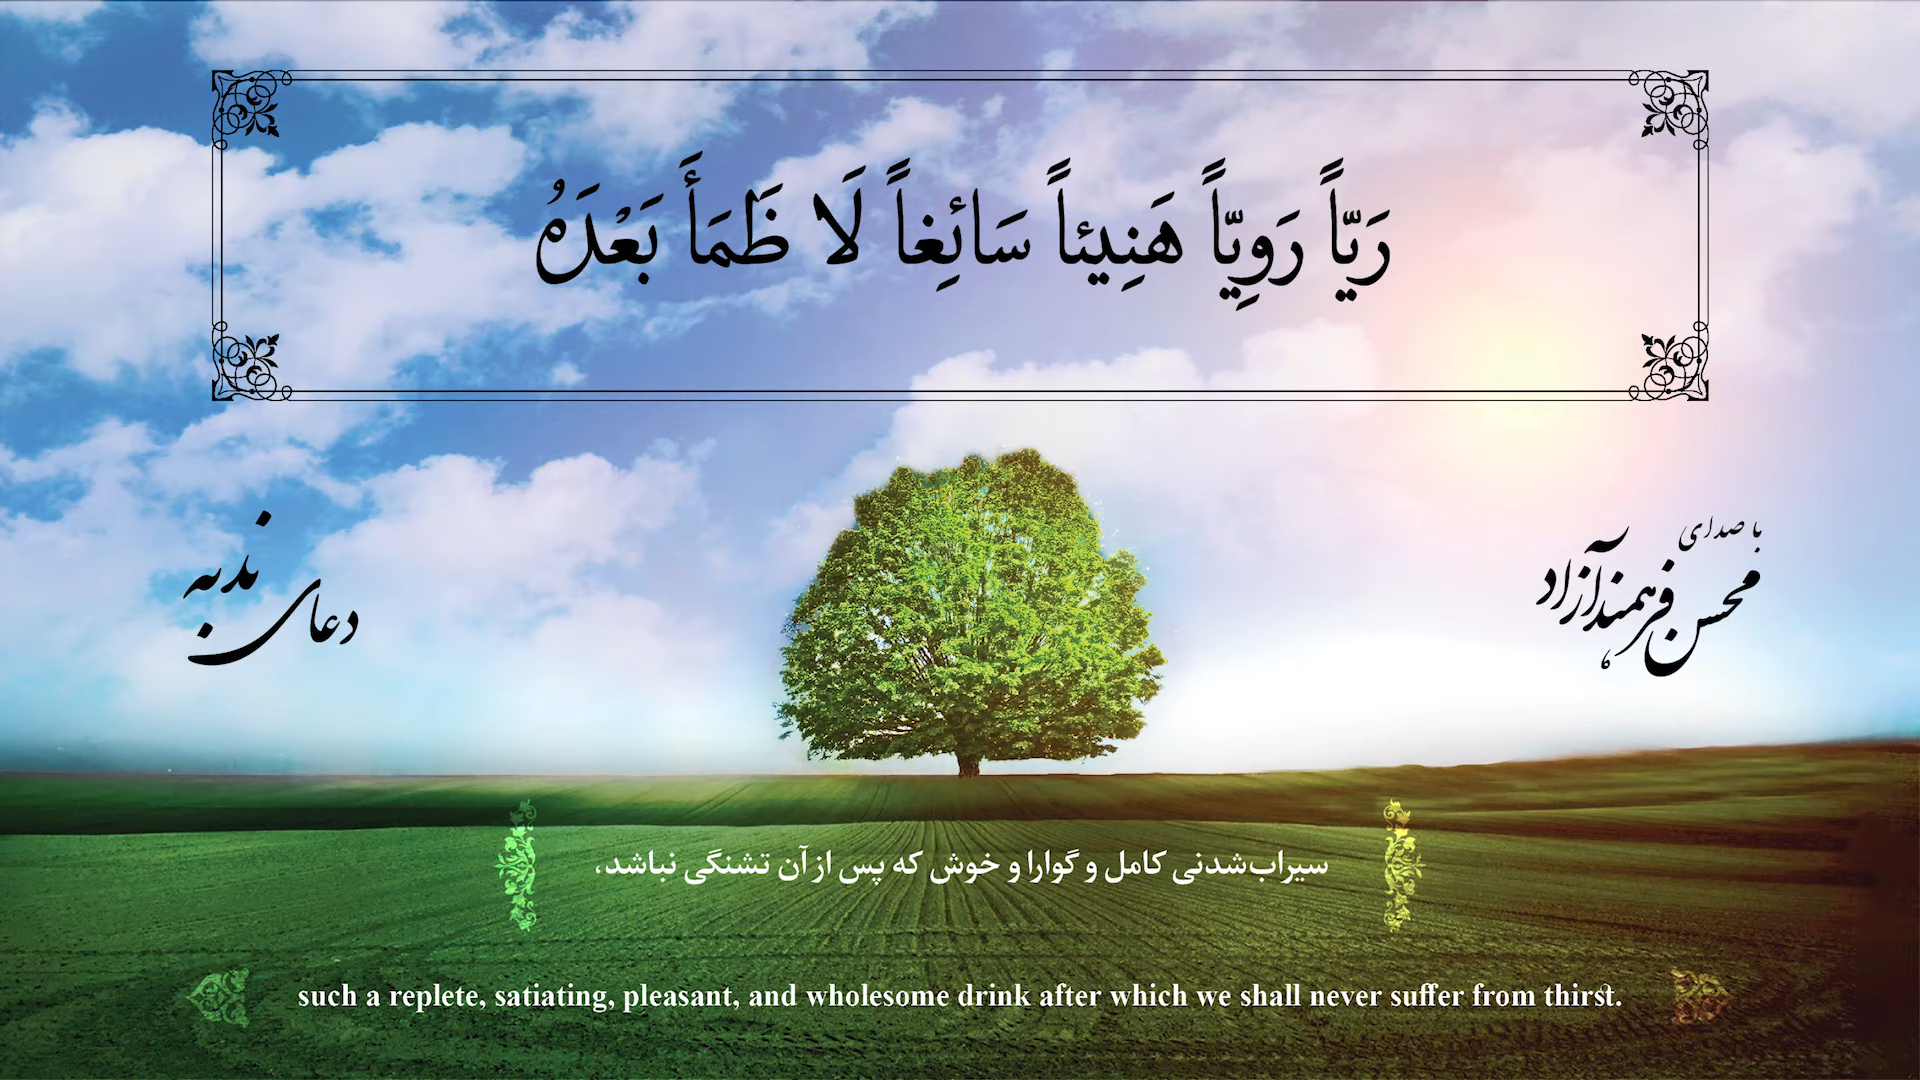 رَيّاً رَوِيّاً هَنِيئاً سَائِغاً لَا ظَمَأَ بَعْدَهُ
با صدای
محسن فرهمند آزاد
دعای ندبه
سیراب‌شدنی کامل و گوارا و خوش که پس از آن تشنگی نباشد،
such a replete, satiating, pleasant, and wholesome drink after which we shall never suffer from thirst.